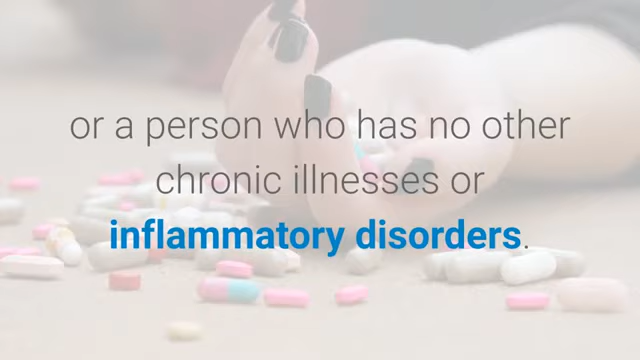 or a person who has no other
chronic illnesses or
inflammatory disorders.